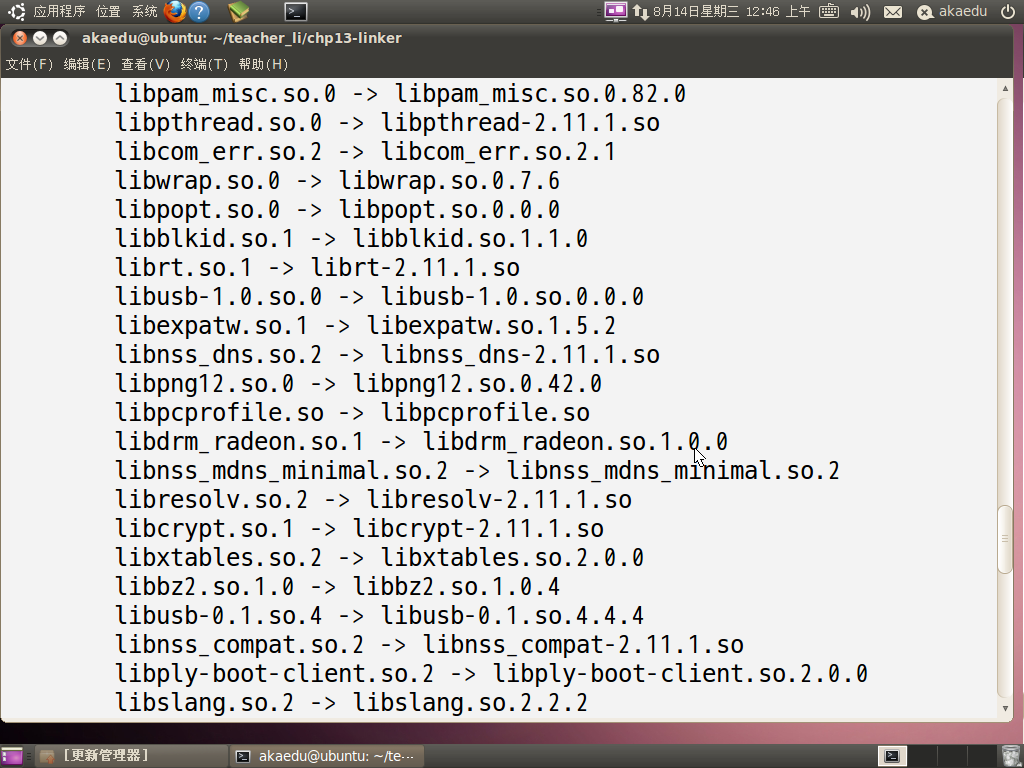 应用程序 位置 系统 8月14日星期三 12:46 上午 akaedu
akaedu@ubuntu: ~/teacher_li/chp13-linker
文件(F) 编辑(E) 查看(V) 终端(T) 帮助(H)
libpam_misc.so.0 -> libpam_misc.so.0.82.0
libpthread.so.0 -> libpthread-2.11.1.so
libcom_err.so.2 -> libcom_err.so.2.1
libwrap.so.0 -> libwrap.so.0.7.6
libpopt.so.0 -> libpopt.so.0.0.0
libblkid.so.1 -> libblkid.so.1.1.0
librt.so.1 -> librt-2.11.1.so
libusb-1.0.so.0 -> libusb-1.0.so.0.0.0
libexpatw.so.1 -> libexpatw.so.1.5.2
libnss_dns.so.2 -> libnss_dns-2.11.1.so
libpng12.so.0 -> libpng12.so.0.42.0
libpcprofile.so -> libpcprofile.so
libdrm_radeon.so.1 -> libdrm_radeon.so.1.0.0
libnss_mdns_minimal.so.2 -> libnss_mdns_minimal.so.2
libresolv.so.2 -> libresolv-2.11.1.so
libcrypt.so.1 -> libcrypt-2.11.1.so
libxtables.so.2 -> libxtables.so.2.0.0
libbz2.so.1.0 -> libbz2.so.1.0.4
libusb-0.1.so.4 -> libusb-0.1.so.4.4.4
libnss_compat.so.2 -> libnss_compat-2.11.1.so
libply-boot-client.so.2 -> libply-boot-client.so.2.0.0
libslang.so.2 -> libslang.so.2.2.2
[更新管理器] akaedu@ubuntu: ~/te···